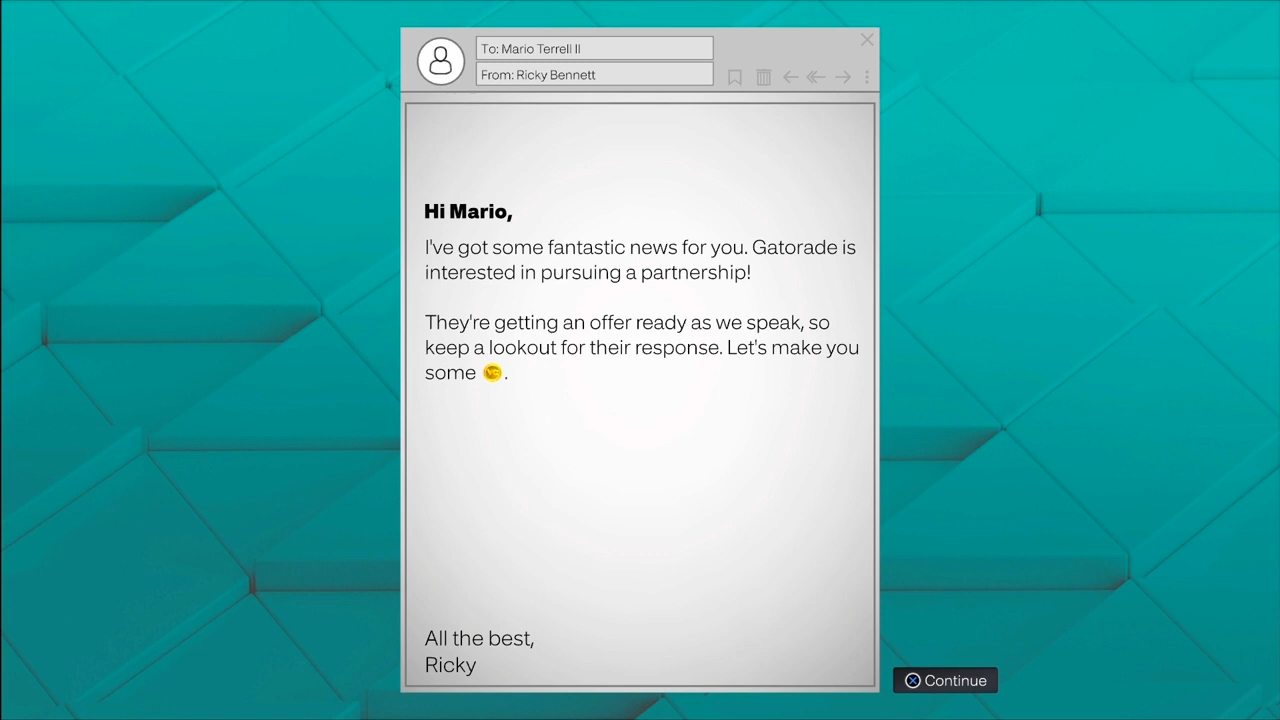 To: Mario Terrell II
From: Ricky Bennett
Hi Mario,
I've got some fantastic news for you. Gatorade is
interested in pursuing a partnership!
They're getting an offer ready as we speak, so
keep a lookout for their response. Let's make you
some VC.
All the best,
Ricky
Continue